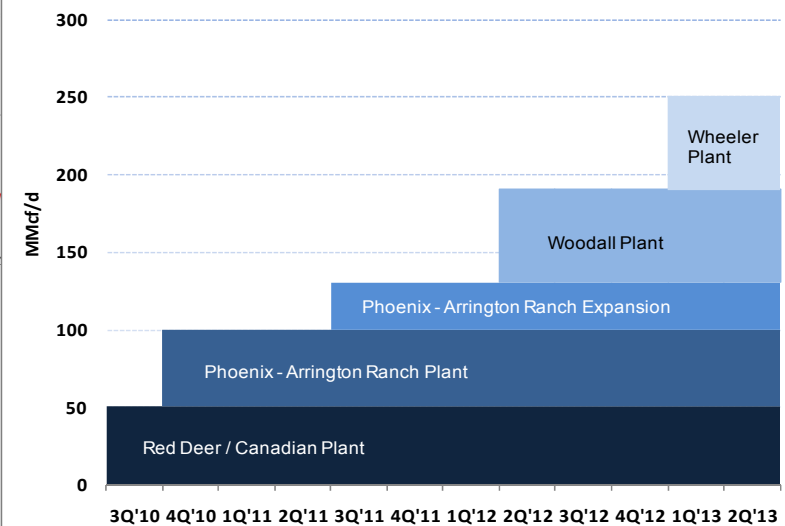 300
250
200
150
100
50
0
MMcf/d
Wheeler
Plant
Woodall Plant
Phoenix - Arrington Ranch Expansion
Phoenix - Arrington Ranch Plant
Red Deer / Canadian Plant
3Q'10 4Q'10 1Q'11 2Q'11 3Q'11 4Q'11 1Q'12 2Q'12 3Q'12 4Q'12 1Q'13 2Q'13